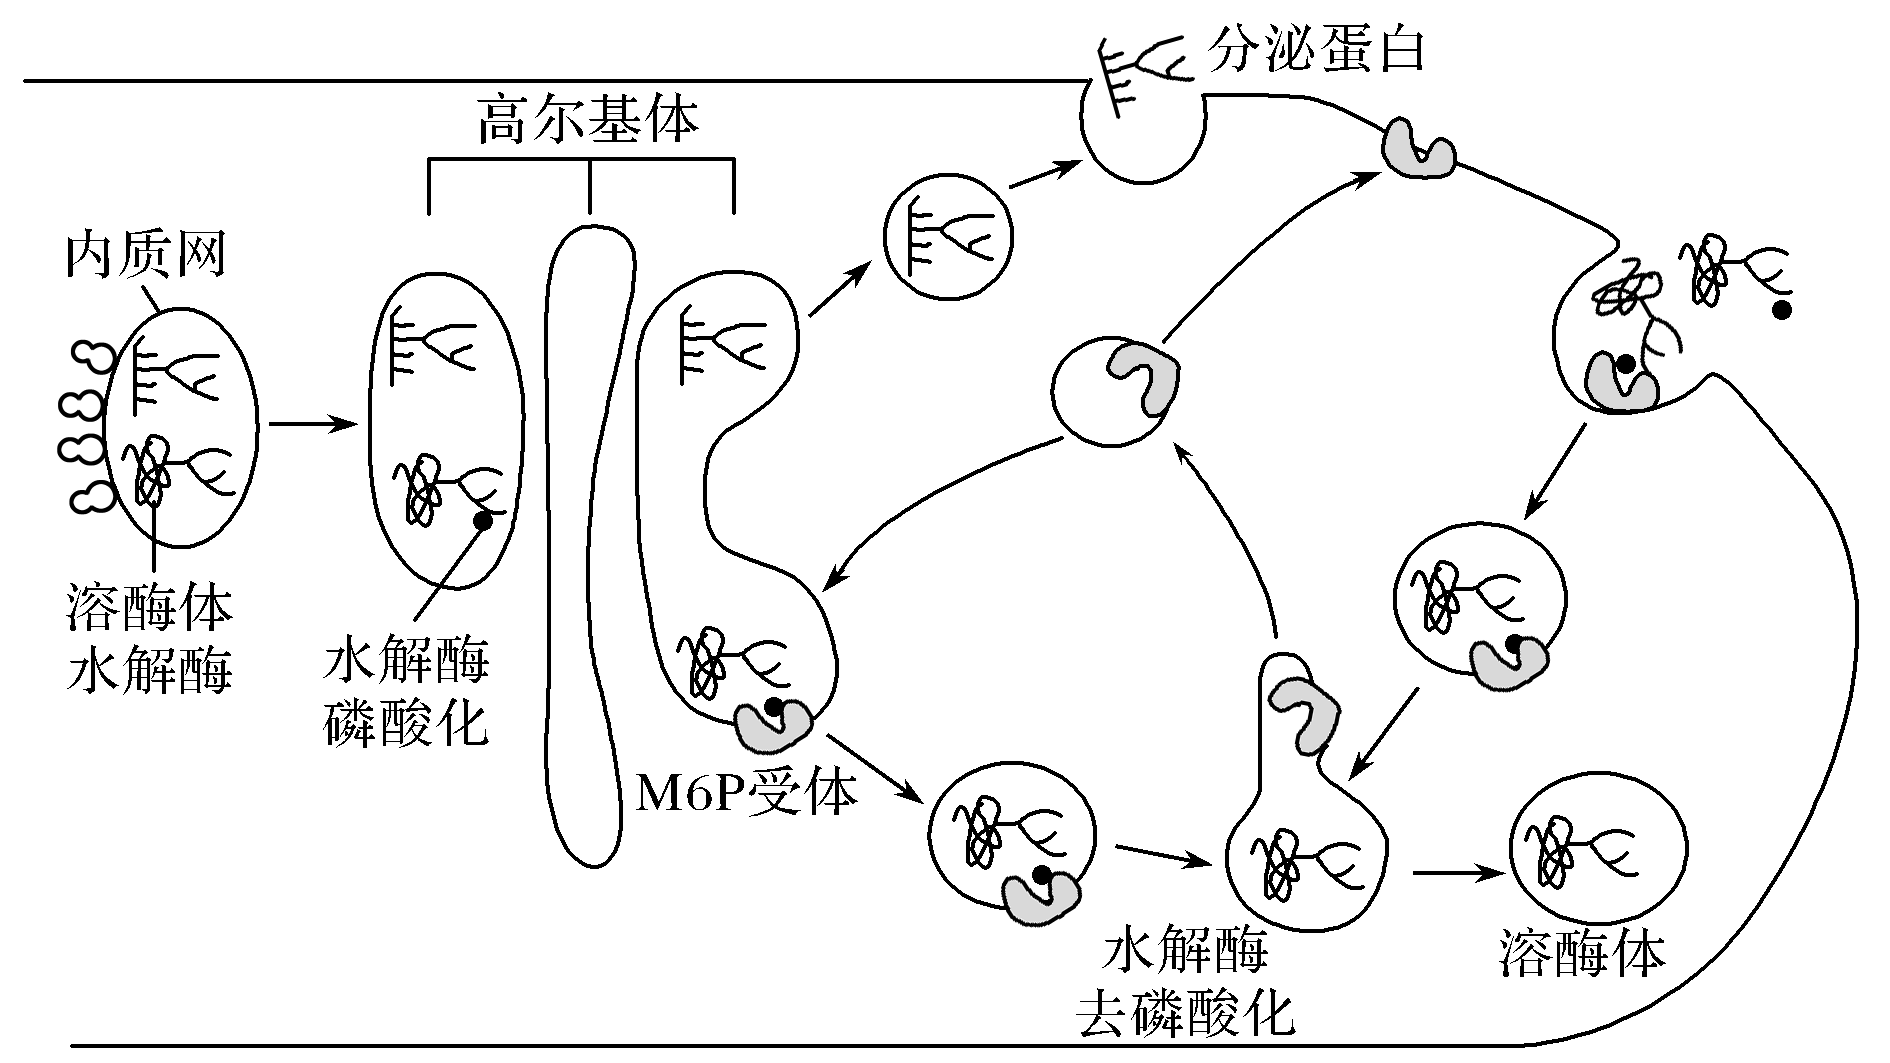 分泌蛋白
高尔基体
内质网
溶酶体
水解酶
水解酶
磷酸化
M6P受体
水解酶
去磷酸化
溶酶体